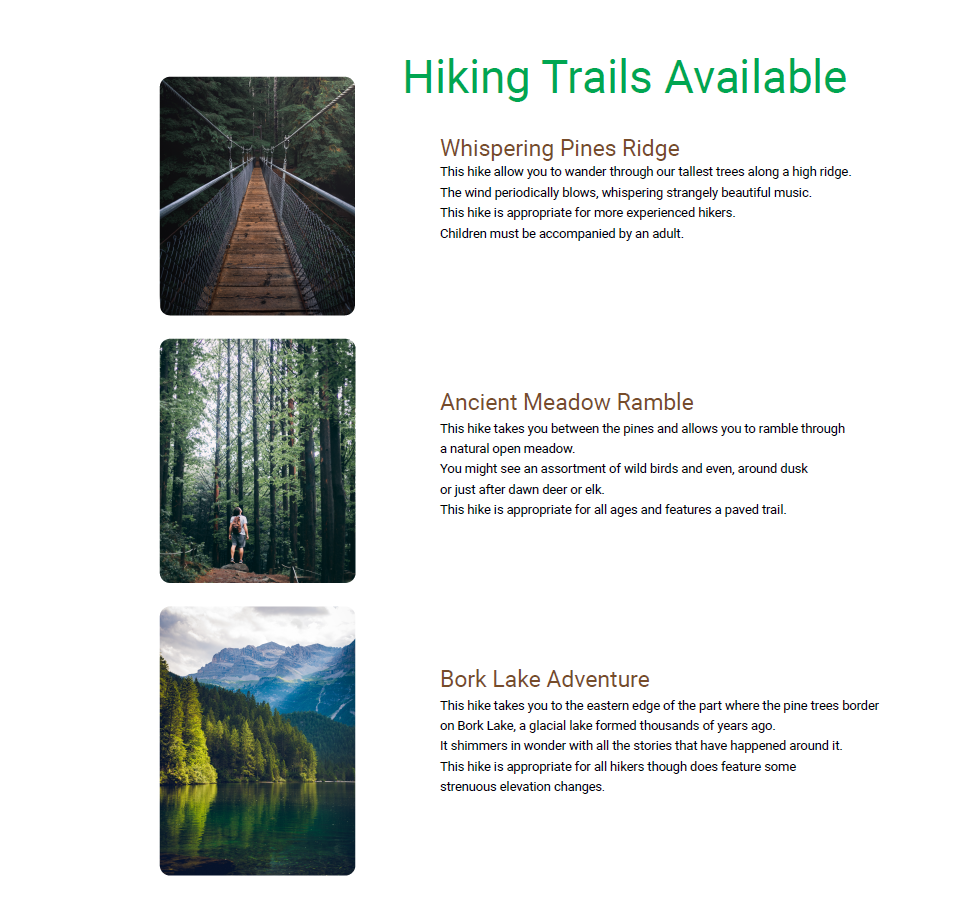 Hiking Trails Available
Whispering Pines Ridge
This hike allow you to wander through our tallest trees along a high ridge.
The wind periodically blows, whispering strangely beautiful music.
This hike is appropriate for more experienced hikers.
Children must be accompanied by an adult.
Ancient Meadow Ramble
This hike takes you between the pines and allows you to ramble through
a natural open meadow.
You might see an assortment of wild birds and even, around dusk
or just after dawn deer or elk.
This hike is appropriate for all ages and features a paved trail.
Bork Lake Adventure
This hike takes you to the eastern edge of the part where the pine trees border
on Bork Lake, a glacial lake formed thousands of years ago.
It shimmers in wonder with all the stories that have happened around it.
This hike is appropriate for all hikers though does feature some
strenuous elevation changes.